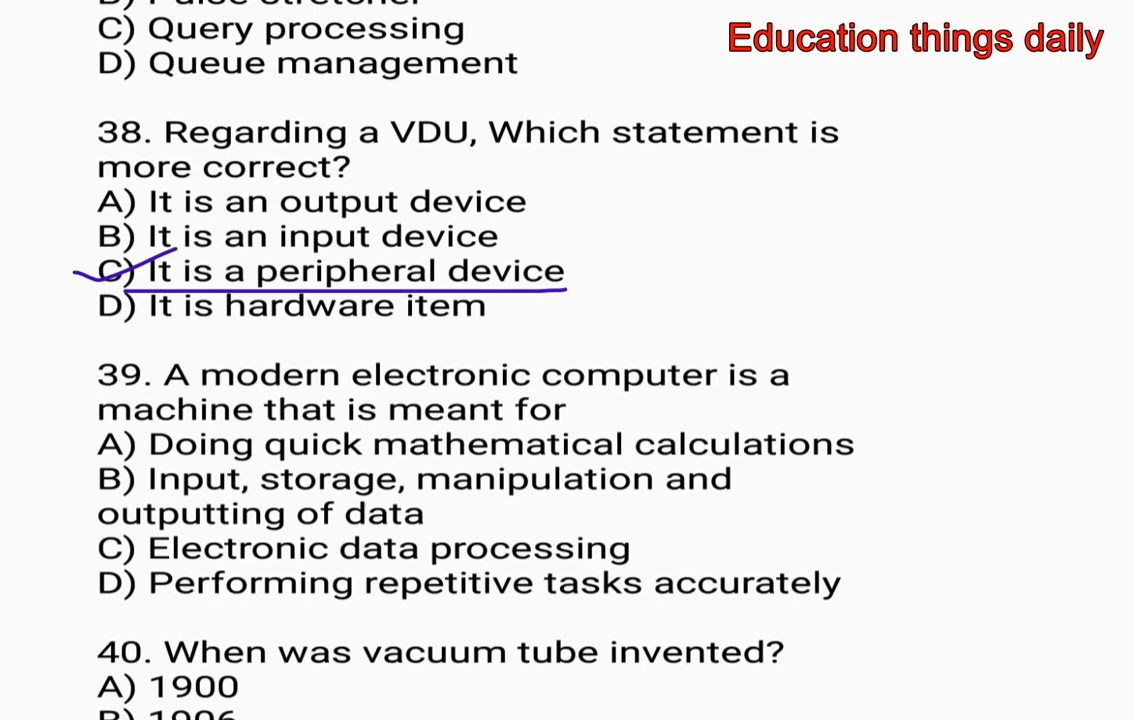 C) Query processing
Education things daily
D) Queue management
38. Regarding a VDU, Which statement is
more correct?
A) It is an output device
B) It is an input device
C) It is a peripheral device
D) It is hardware item
39. A modern electronic computer is a
machine that is meant for
A) Doing quick mathematical calculations
B) Input, storage, manipulation and
outputting of data
C) Electronic data processing
D) Performing repetitive tasks accurately
40. When was vacuum tube invented?
A) 1900